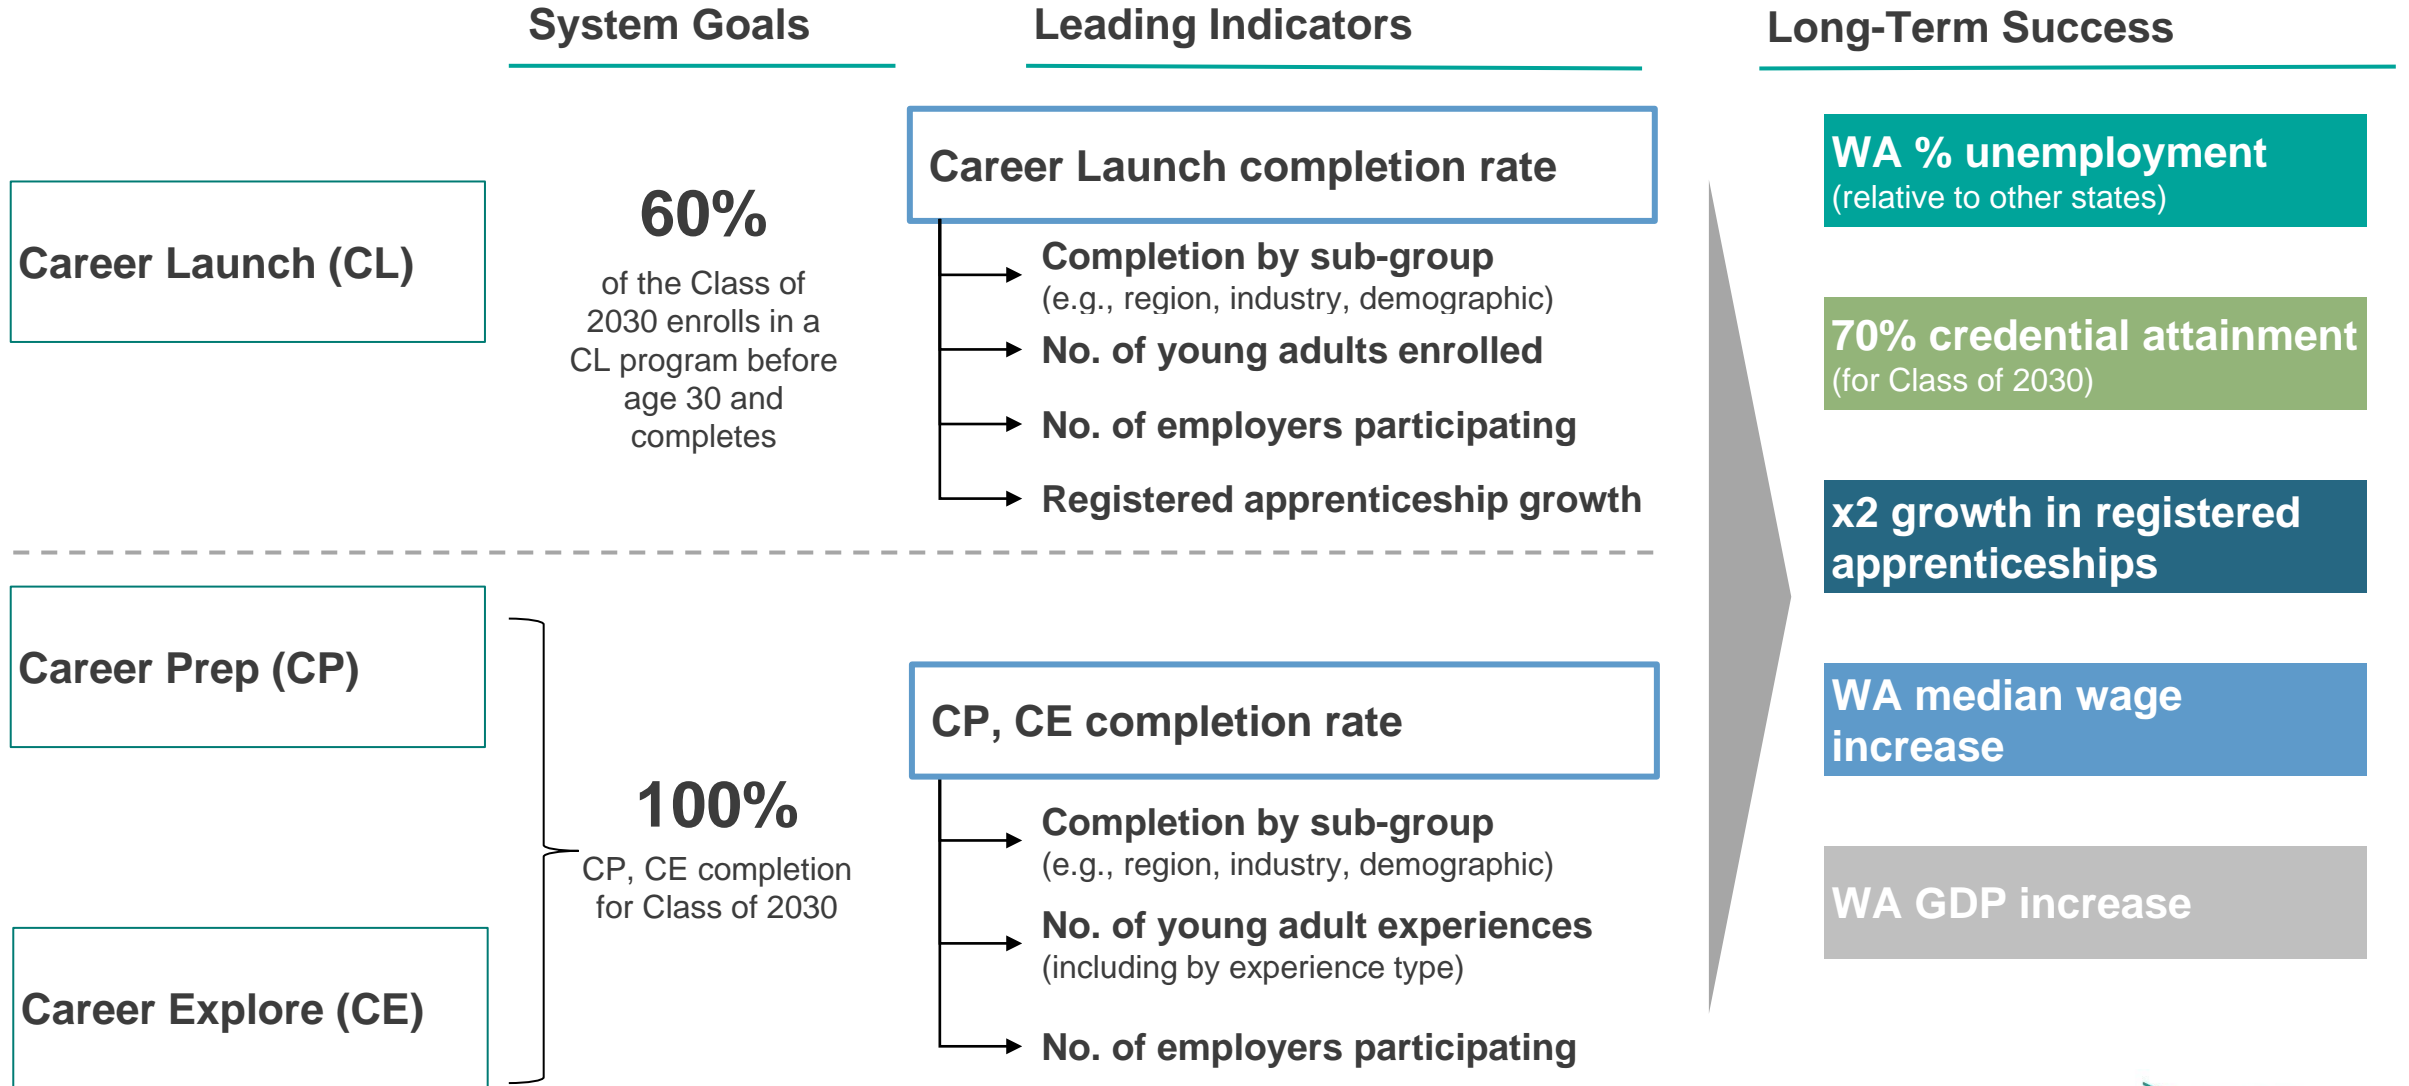 System Goals
Leading Indicators
Long-Term Success
Career Launch (CL)
60%
of the Class of
2030 enrolls in a
CL program before
age 30 and
completes
Career Launch completion rate
Completion by sub-group
(e.g., region, industry, demographic)
No. of young adults enrolled
No. of employers participating
Registered apprenticeship growth
Career Prep (CP)
Career Explore (CE)
100%
CP, CE completion
for Class of 2030
CP, CE completion rate
Completion by sub-group
(e.g., region, industry, demographic)
No. of young adult experiences
(including by experience type)
No. of employers participating
WA % unemployment
(relative to other states)
70% credential attainment
(for Class of 2030)
x2 growth in registered
apprenticeships
WA median wage
increase
WA GDP increase